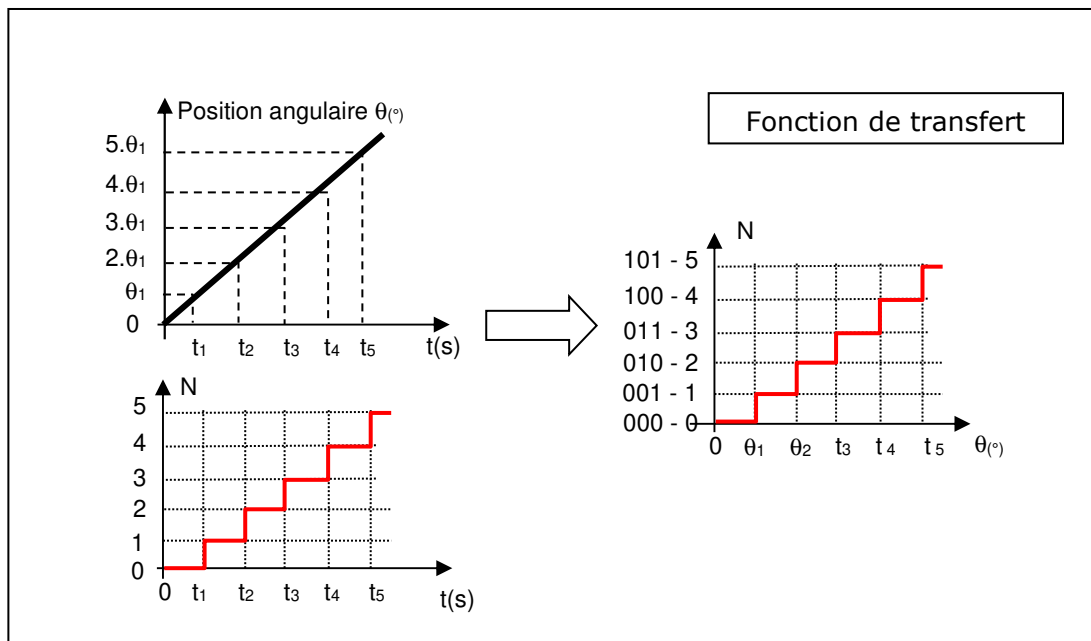 Position angulaire θ(°)
5.θ1
4.θ1
3.θ1
2.θ1
θ1
0
t1 t2 t3 t4 t5 t(s)
N
5
4
3
2
1
0
0 t1 t2 t3 t4 t5 t(s)
Fonction de transfert
N
101 - 5
100 - 4
011 - 3
010 - 2
001 - 1
000 - 0
0 θ1 θ2 t3 t 4 t 5 θ(°)